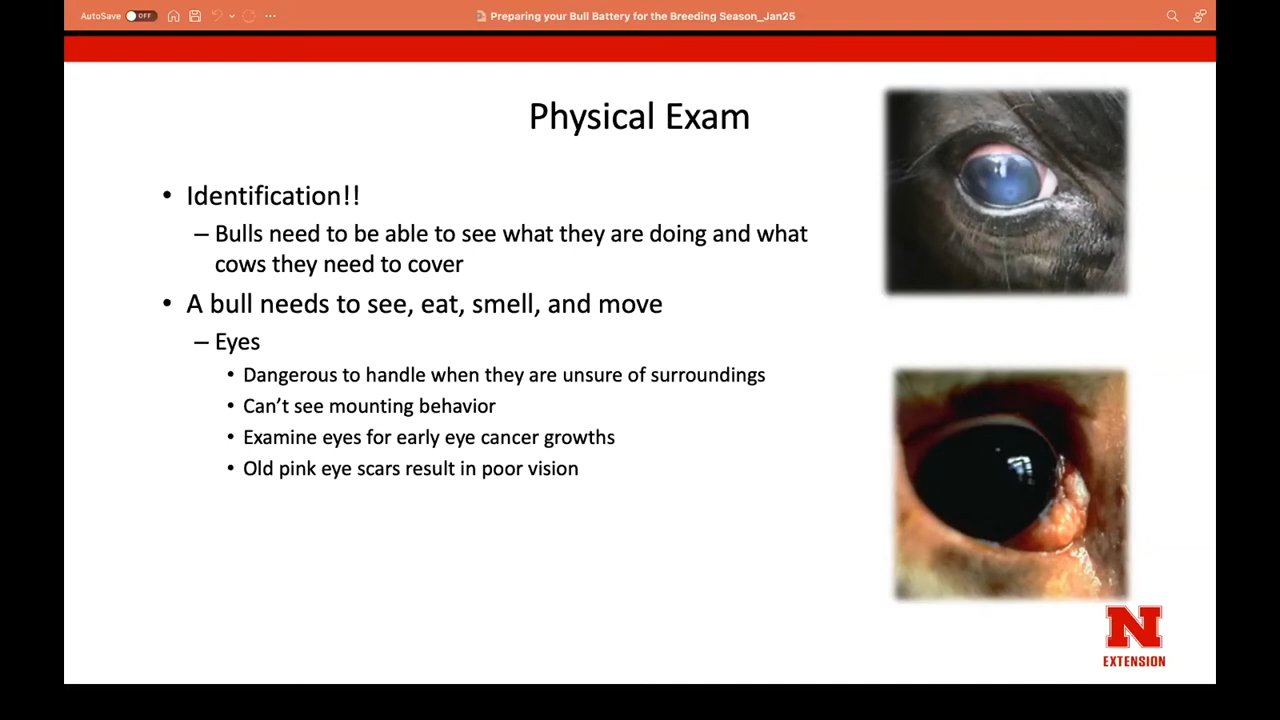 AutoSave OFF
Preparing your Bull Battery for the Breeding Season_Jan25
Physical Exam
• Identification!!
– Bulls need to be able to see what they are doing and what
cows they need to cover
• A bull needs to see, eat, smell, and move
– Eyes
• Dangerous to handle when they are unsure of surroundings
• Can’t see mounting behavior
• Examine eyes for early eye cancer growths
• Old pink eye scars result in poor vision
N
EXTENSION